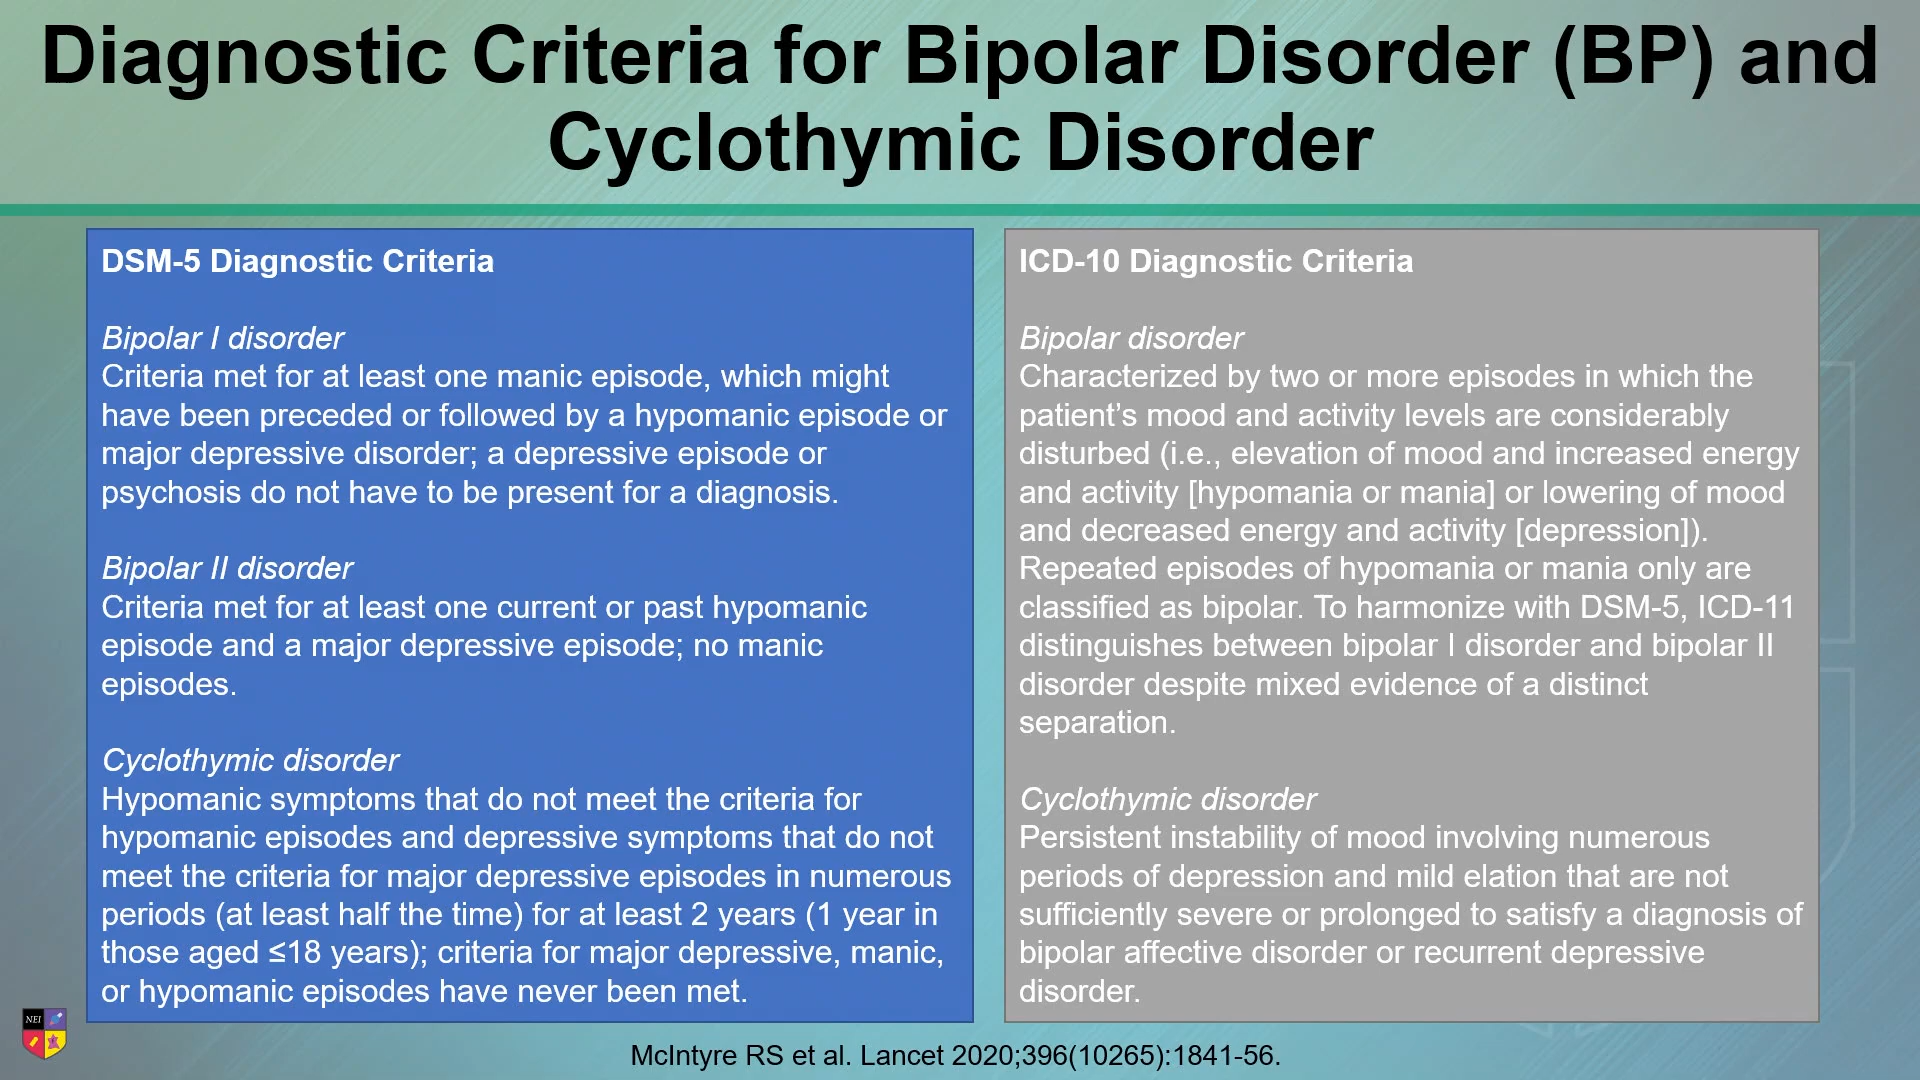 Diagnostic Criteria for Bipolar Disorder (BP) and
Cyclothymic Disorder
DSM-5 Diagnostic Criteria
Bipolar I disorder
Criteria met for at least one manic episode, which might
have been preceded or followed by a hypomanic episode or
major depressive disorder; a depressive episode or
psychosis do not have to be present for a diagnosis.
Bipolar II disorder
Criteria met for at least one current or past hypomanic
episode and a major depressive episode; no manic
episodes.
Cyclothymic disorder
Hypomanic symptoms that do not meet the criteria for
hypomanic episodes and depressive symptoms that do not
meet the criteria for major depressive episodes in numerous
periods (at least half the time) for at least 2 years (1 year in
those aged ≤18 years); criteria for major depressive, manic,
or hypomanic episodes have never been met.
ICD-10 Diagnostic Criteria
Bipolar disorder
Characterized by two or more episodes in which the
patient’s mood and activity levels are considerably
disturbed (i.e., elevation of mood and increased energy
and activity [hypomania or mania] or lowering of mood
and decreased energy and activity [depression]).
Repeated episodes of hypomania or mania only are
classified as bipolar. To harmonize with DSM-5, ICD-11
distinguishes between bipolar I disorder and bipolar II
disorder despite mixed evidence of a distinct
separation.
Cyclothymic disorder
Persistent instability of mood involving numerous
periods of depression and mild elation that are not
sufficiently severe or prolonged to satisfy a diagnosis of
bipolar affective disorder or recurrent depressive
disorder.
NEI
McIntyre RS et al. Lancet 2020;396(10265):1841-56.